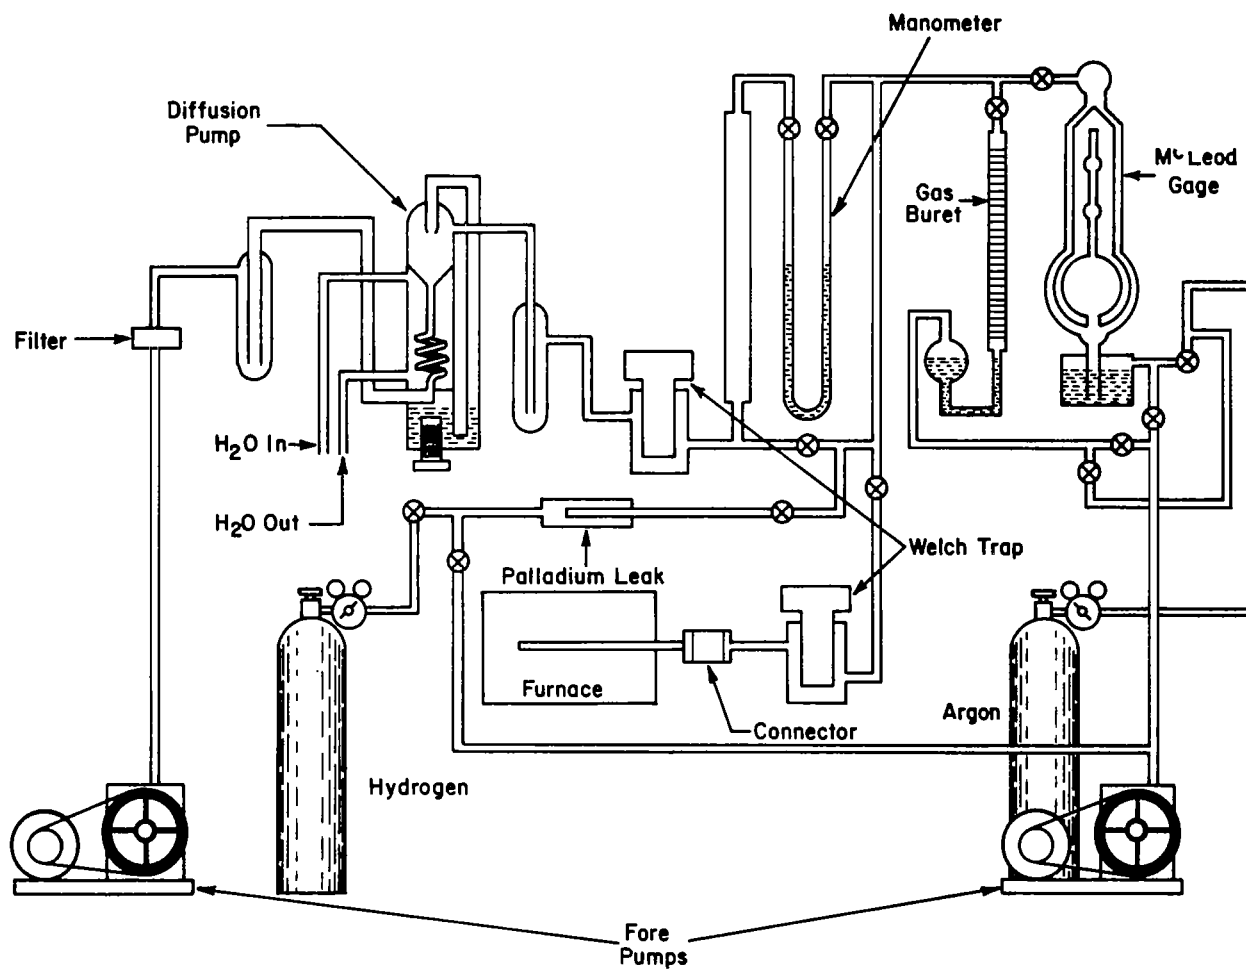 Manometer
Diffusion
Pump
Mc Leod
Gage
Gas
Buret
Filter
H2O In
H2O Out
Welch Trap
Palladium Leak
Furnace
Connector
Argon
Hydrogen
Fore
Pumps